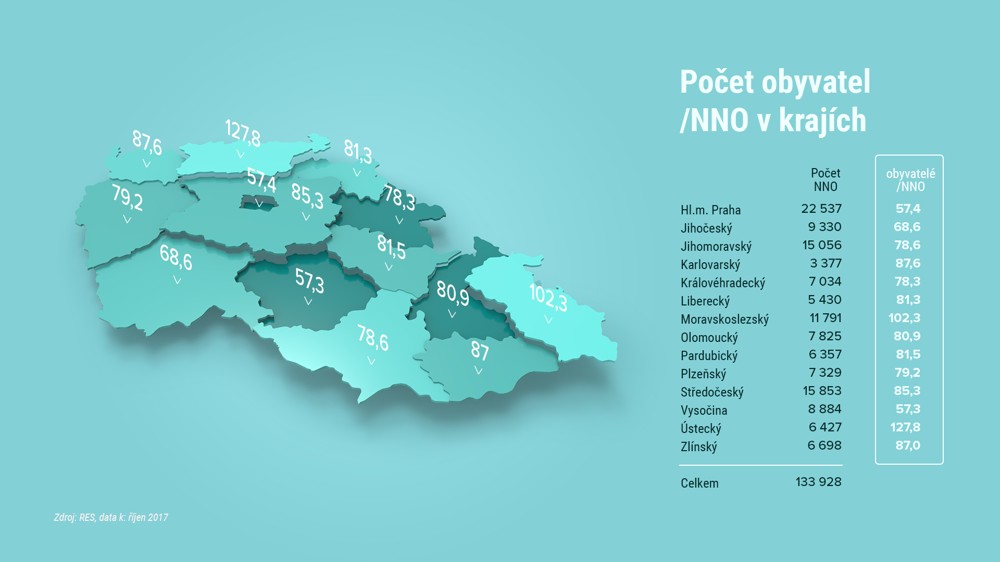 Počet obyvatel
/NNO v krajích
87,6
127,8
81,3
57,4
79,2
85,3
78,3
68,6
81,5
57,3
80,9
102,3
78,6
87
Počet NNO obyvatelé /NNO
Hl.m. Praha 22 537 57,4
Jihočeský 9 330 68,6
Jihomoravský 15 056 78,6
Karlovarský 3 377 87,6
Královéhradecký 7 034 78,3
Liberecký 5 430 81,3
Moravskoslezský 11 791 102,3
Olomoucký 7 825 80,9
Pardubický 6 357 81,5
Plzeňský 7 329 79,2
Středočeský 15 853 85,3
Vysočina 8 884 57,3
Ústecký 6 427 127,8
Zlínský 6 698 87,0
Celkem 133 928
Zdroj: RES, data k: říjen 2017